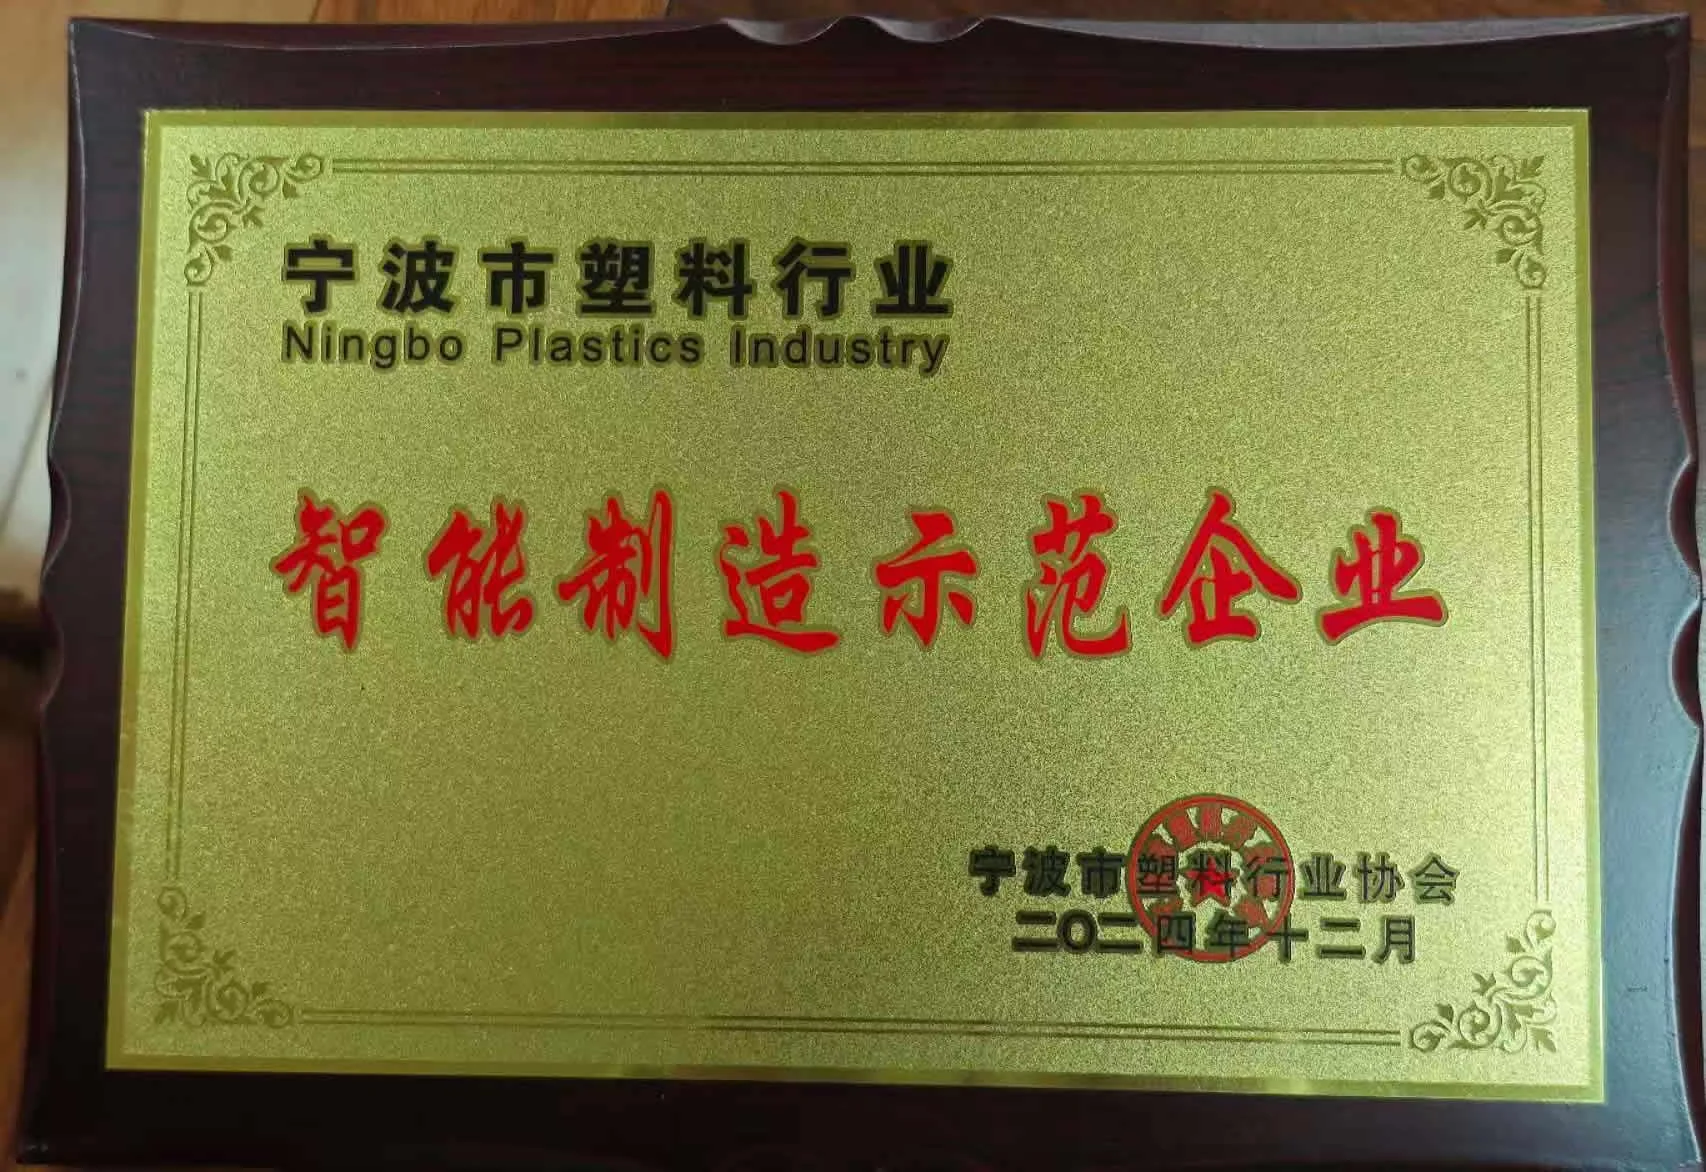 宁波市塑料行业
Ningbo Plastics Industry
智能制造示范企业
宁波市塑料行业协会
二〇二四年十二月